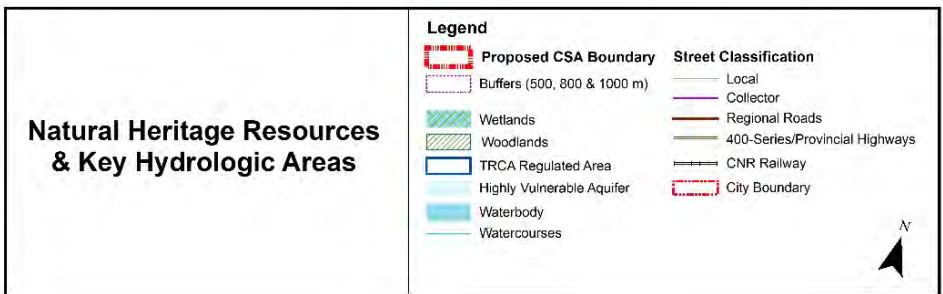 Natural Heritage Resources
& Key Hydrologic Areas
Legend
Proposed CSA Boundary
Buffers (500, 800 & 1000 m)
Wetlands
Woodlands
TRCA Regulated Area
Highly Vulnerable Aquifer
Waterbody
Watercourses
Street Classification
Local
Collector
Regional Roads
400-Series/Provincial Highways
CNR Railway
City Boundary
N